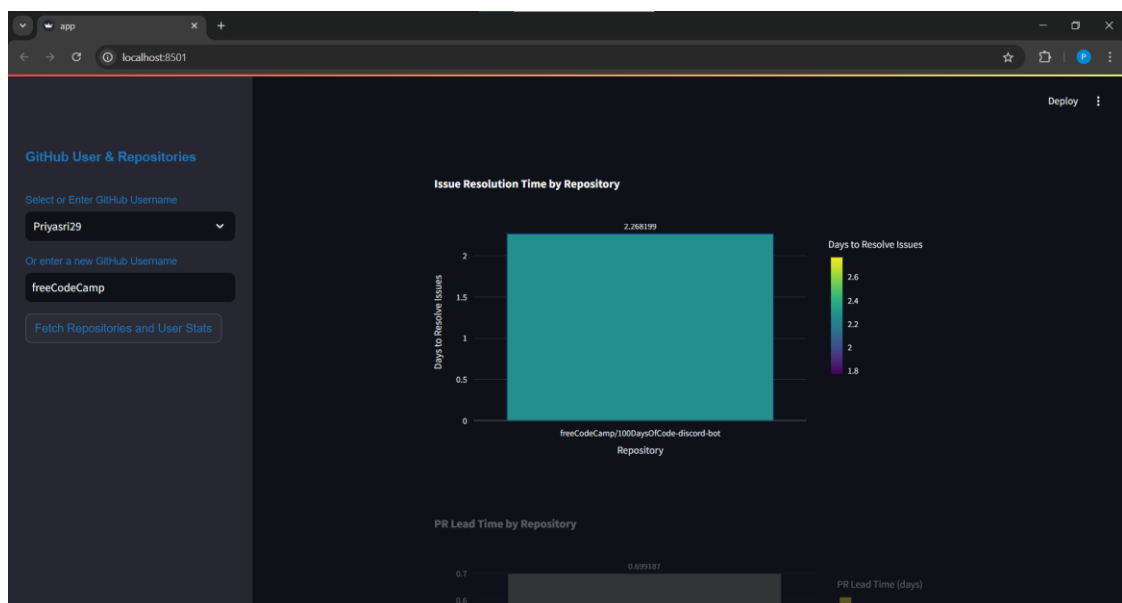 app
localhost:8501
P
Deploy
GitHub User & Repositories
Select or Enter GitHub Username
Priyasri29
Or enter a new GitHub Username
freeCodeCamp
Fetch Repositories and User Stats
Issue Resolution Time by Repository
2.268199
Days to Resolve Issues
2.6
2.4
2.2
2
1.8
2
1.5
1
0.5
0
Days to Resolve Issues
freeCodeCamp/100DaysOfCode-discord-bot
Repository
PR Lead Time by Repository
0.699187
0.7
0.6
PR Lead Time (days)